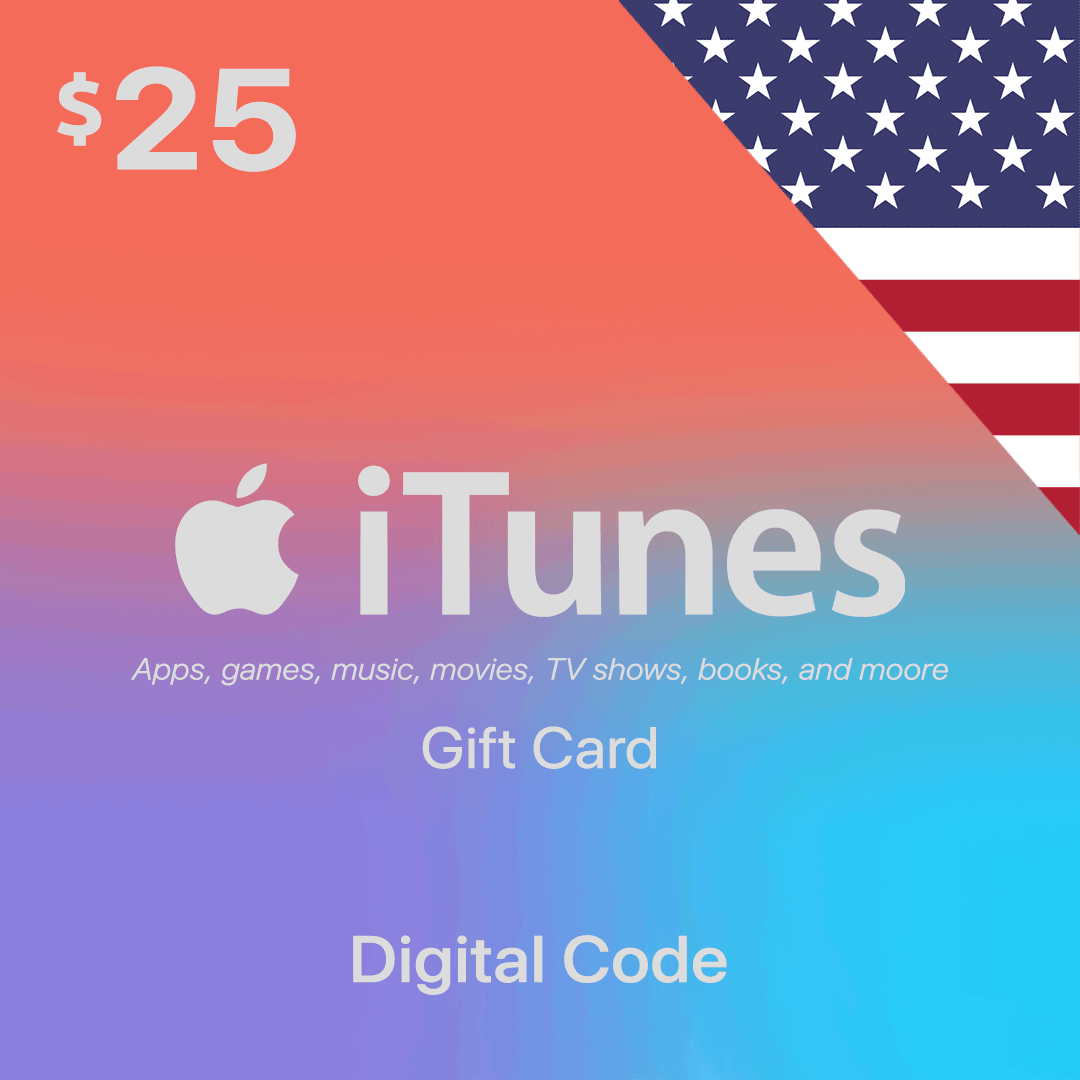 $25
iTunes
Apps, games, music, movies, TV shows, books, and moore
Gift Card
Digital Code